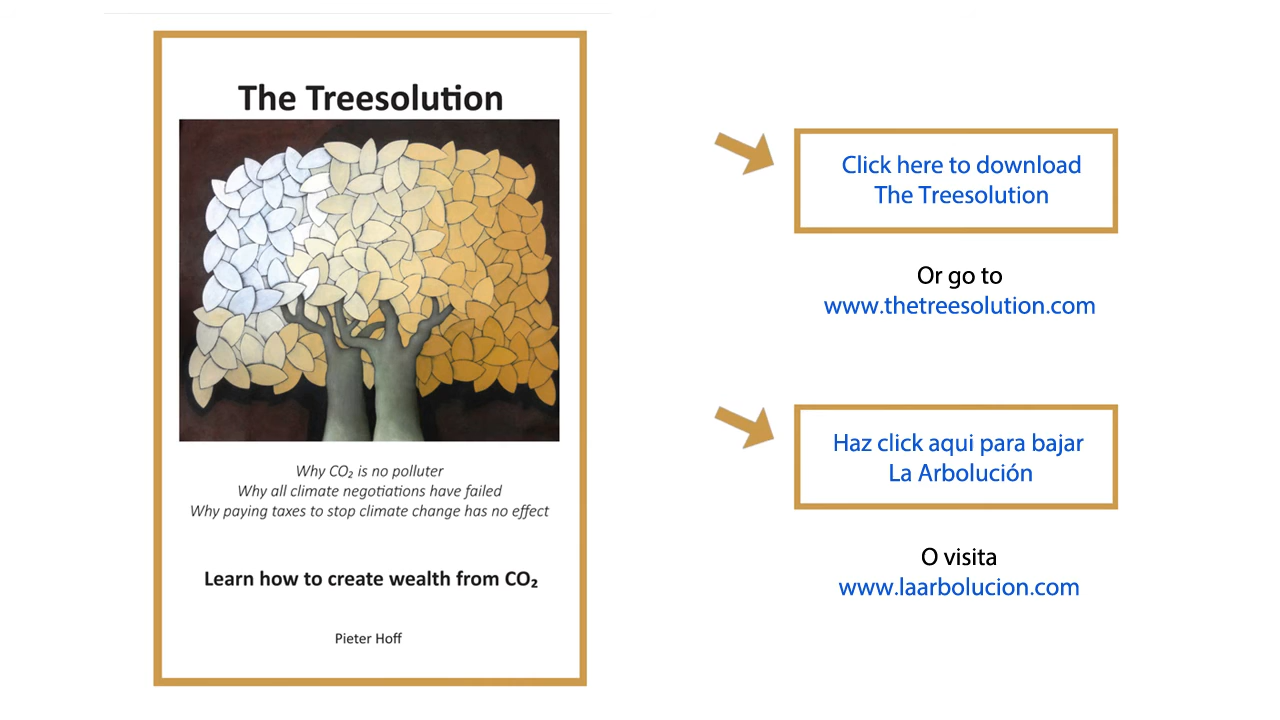 The Treesolution
Why CO₂ is no polluter
Why all climate negotiations have failed
Why paying taxes to stop climate change has no effect
Learn how to create wealth from CO₂
Pieter Hoff
Click here to download
The Treesolution
Or go to
www.thetreesolution.com
Haz click aqui para bajar
La Arbolución
O visita
www.laarbolucion.com